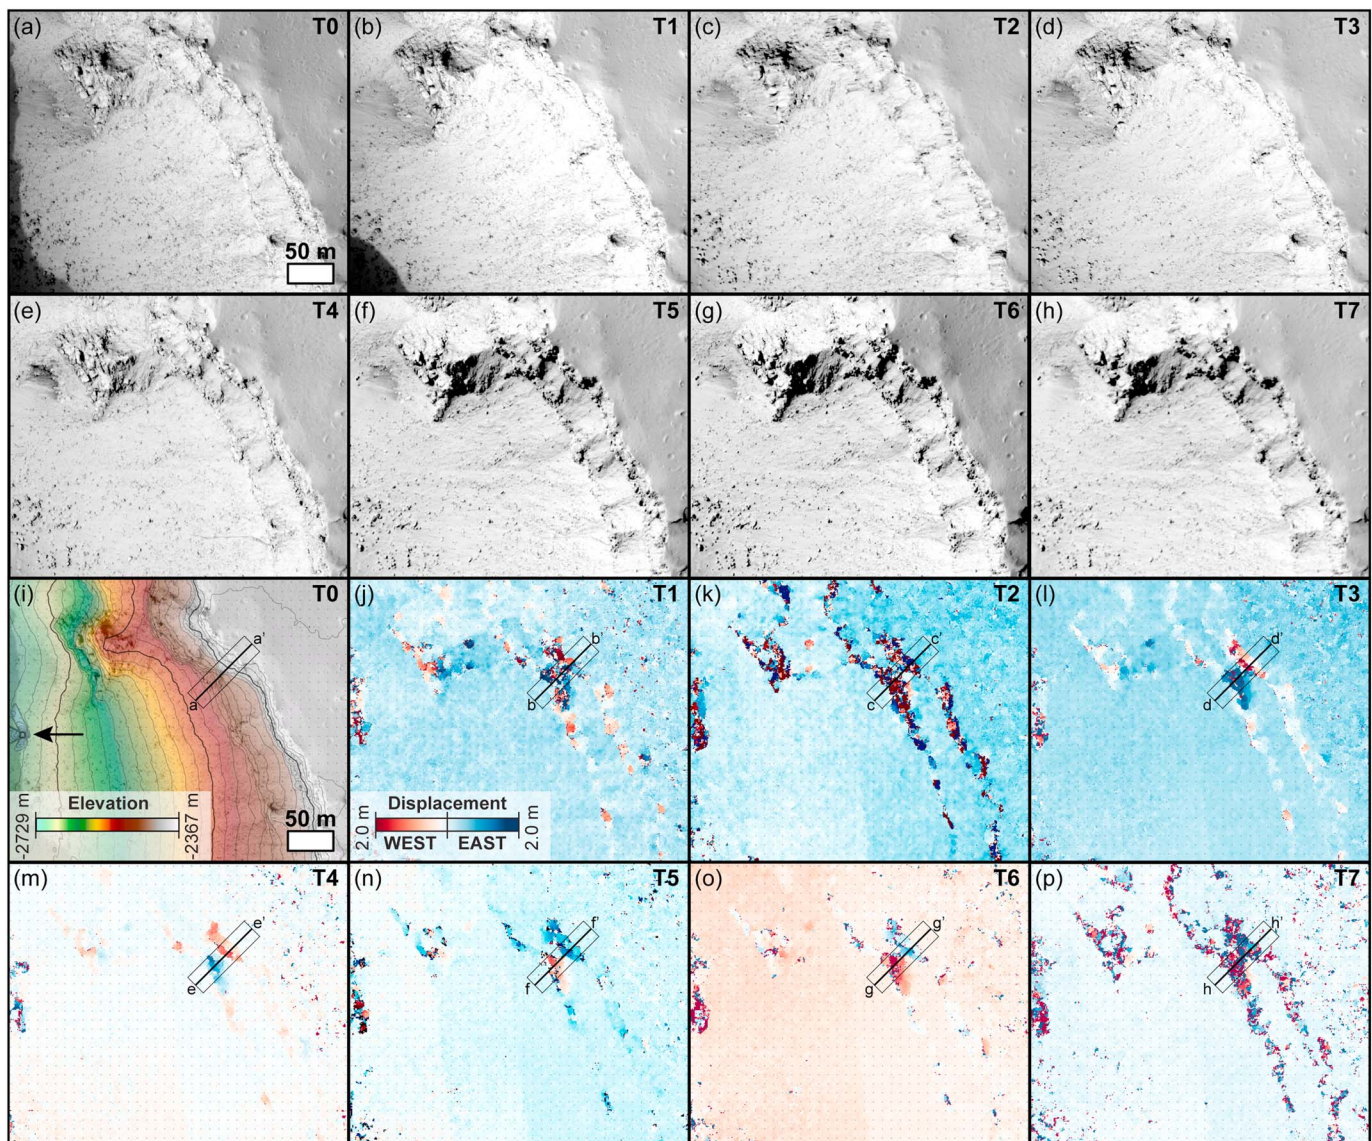 (a) T0
(b) T1
(c) T2
(d) T3
50 m
(e) T4
(f) T5
(g) T6
(h) T7
(i) T0
(j) T1
(k) T2
(l) T3
a'
a
b'
b
c'
c
d'
d
Elevation
-2729 m
-2367 m
50 m
Displacement
2.0 m
WEST EAST
2.0 m
(m) T4
(n) T5
(o) T6
(p) T7
e'
e
f'
f
g'
g
h'
h